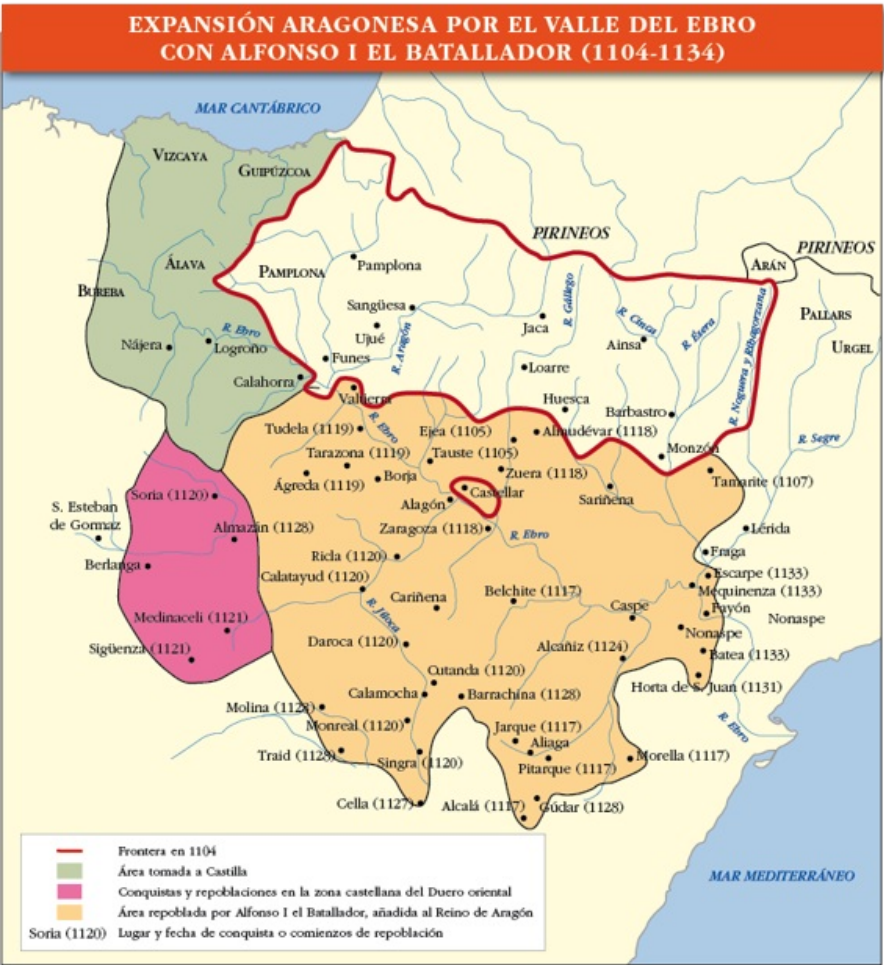 EXPANSIÓN ARAGONESA POR EL VALLE DEL EBRO
CON ALFONSO I EL BATALLADOR (1104-1134)
MAR CANTÁBRICO
VIZCAYA
GUIPÚZCOA
PIRINEOS
PIRINEOS
ARÁN
ÁLAVA
PAMPLONA
Pamplona
BUREBA
PALLARS
URGEL
Sangüesa
R. Gállego
R. Cinca
R. Ésera
R. Noguera y Ribagorzana
Jaca
Ainsa
Ujué
R. Aragón
R. Ebro
Nájera
Logroño
Funes
Loarre
Calahorra
Valtierra
Huesca
Barbastro
R. Segre
Tudela (1119)
R. Ebro
Ejea (1105)
Almudévar (1118)
Monzón
Tarazona (1119)
Tauste (1105)
Zuera (1118)
Tamarite (1107)
Ágreda (1119)
Borja
Castellar
Sariñena
Soria (1120)
Alagón
S. Esteban
de Gormaz
Almazán (1128)
Zaragoza (1118)
R. Ebro
Lérida
Fraga
Berlanga
Ricla (1120)
Calatayud (1120)
Escarpe (1133)
Mequinenza (1133)
Cariñena
Belchite (1117)
Caspe
Fayón
Nonaspe
R. Jiloca
Medinaceli (1121)
Nonaspe
Sigüenza (1121)
Daroca (1120)
Alcañiz (1124)
Batea (1133)
Cutanda (1120)
Horta de S. Juan (1131)
Calamocha
Barrachina (1128)
Molina (1128)
Monreal (1120)
Jarque (1117)
R. Ebro
Aliaga
Traid (1128)
Singra (1120)
Pitarque (1117)
Morella (1117)
Cella (1127)
Alcalá (1117)
Gúdar (1128)
MAR MEDITERRÁNEO
Frontera en 1104
Área tomada a Castilla
Conquistas y repoblaciones en la zona castellana del Duero oriental
Área repoblada por Alfonso I el Batallador, añadida al Reino de Aragón
Soria (1120) Lugar y fecha de conquista o comienzos de repoblación